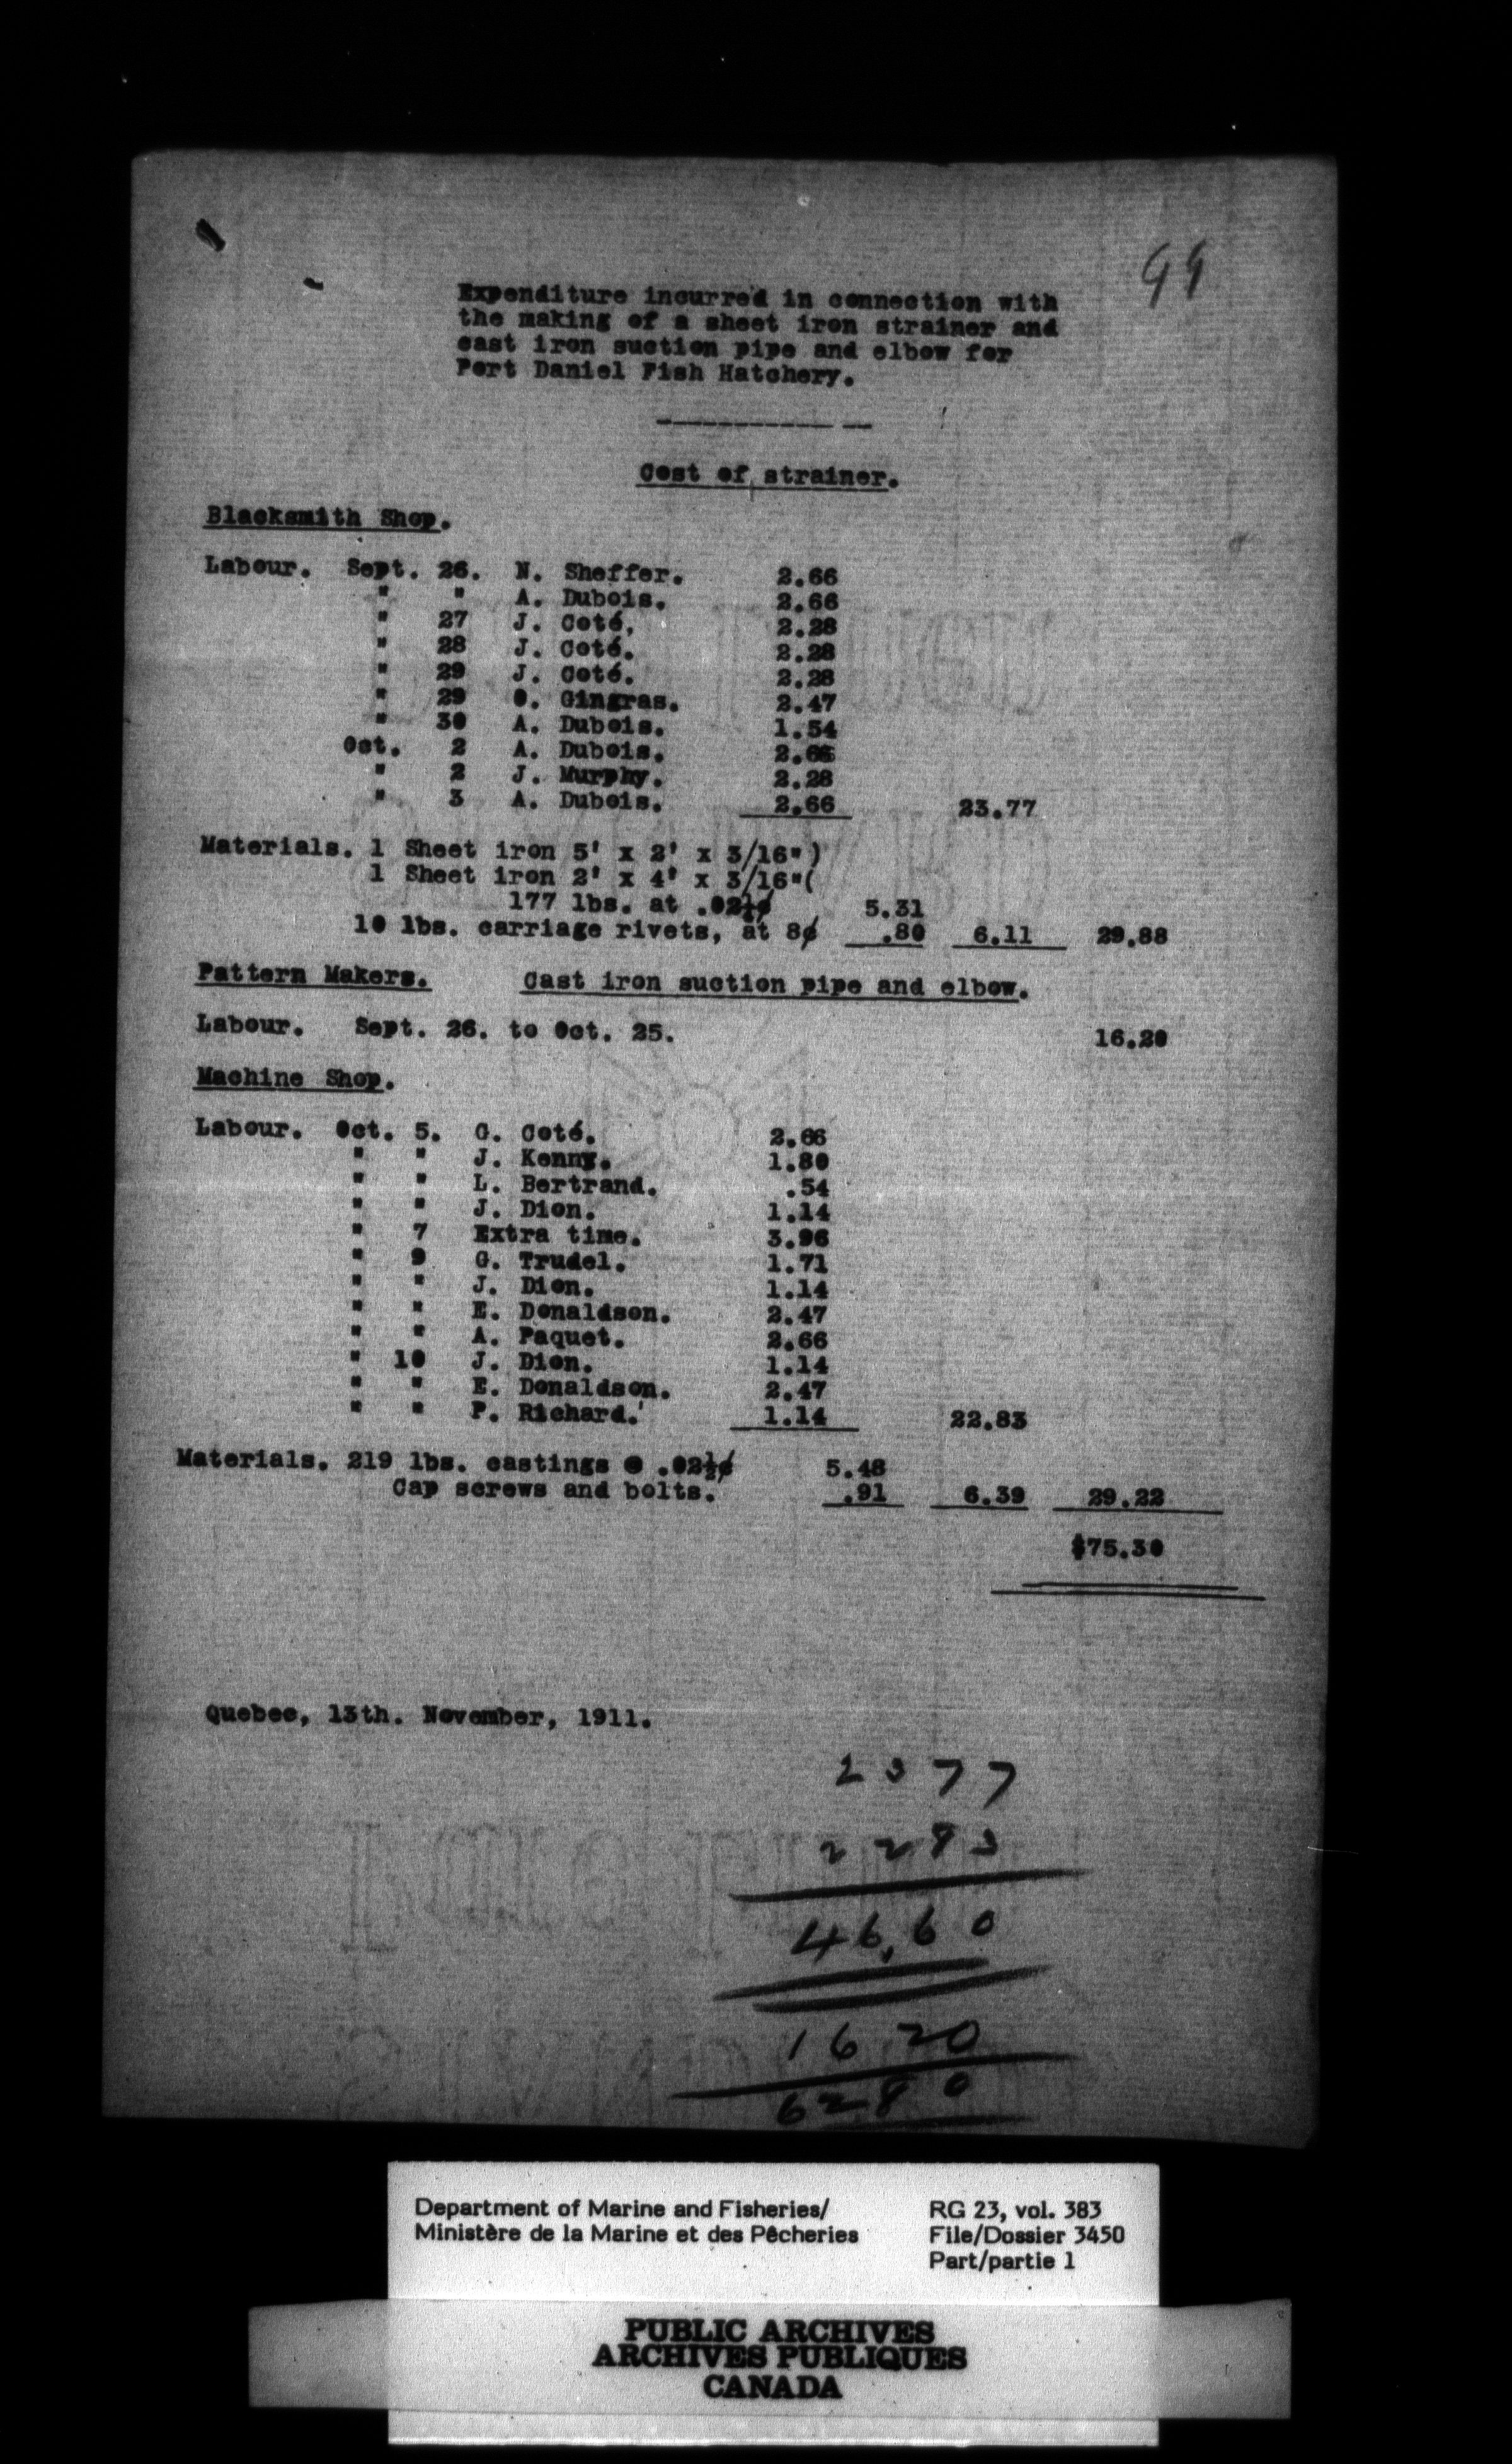 99
Expenditure incurred in connection with
the making of a sheet iron strainer and
cast iron suction pipe and elbow for
Port Daniel Fish Hatchery.
Cost of strainer.
Blacksmith Shop.
Labour. Sept. 26. N. Sheffer. 2.66
" " A. Dubois. 2.66
" 27 J. Coté. 2.28
" 28 J. Coté. 2.28
" 29 J. Coté. 2.28
" 29 O. Gingras. 2.47
" 30 A. Dubois. 1.54
Oct. 2 A. Dubois. 2.66
" 2 J. Murphy. 2.28
" 3 A. Dubois. 2.66 23.77
Materials. 1 Sheet iron 5' x 2' x 3/16")
1 Sheet iron 2' x 4' x 3/16"(
177 lbs. at 5.31
10 lbs. carriage rivets, at 8¢ .80 6.11 29.88
Pattern Makers. Cast iron suction pipe and elbow.
Labour. Sept. 26. to Oct. 25. 16.20
Machine Shop.
Labour. Oct. 5. G. Coté. 2.66
" " J. Kenny. 1.80
" " L. Bertrand. .54
" " J. Dion. 1.14
" 7 Extra time. 3.96
" 9 G. Trudel. 1.71
" " J. Dion. 1.14
" " E. Donaldson. 2.47
" " A. Paquet. 2.66
" 10 J. Dion. 1.14
" " E. Donaldson. 2.47
" " P. Richard. 1.14 22.83
Materials. 219 lbs. castings @ .02½¢ 5.48
Cap screws and bolts. .91 6.39 29.22
$75.30
Quebec, 13th. November, 1911.
2377
2283
46,60
1620
6280
Department of Marine and Fisheries/ RG 23, vol. 383
Ministère de la Marine et des Pêcheries File/Dossier 3450
Part/partie 1
PUBLIC ARCHIVES
ARCHIVES PUBLIQUES
CANADA